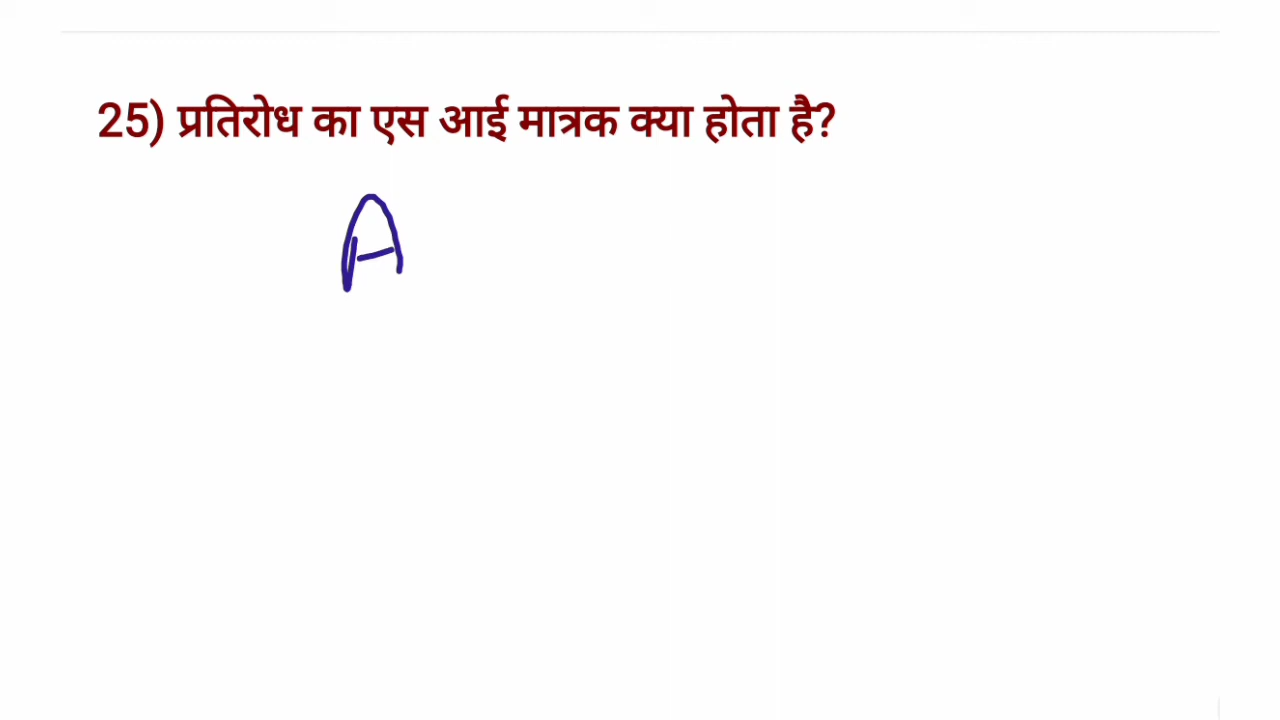 25) प्रतिरोध का एस आई मात्रक क्या होता है?
A